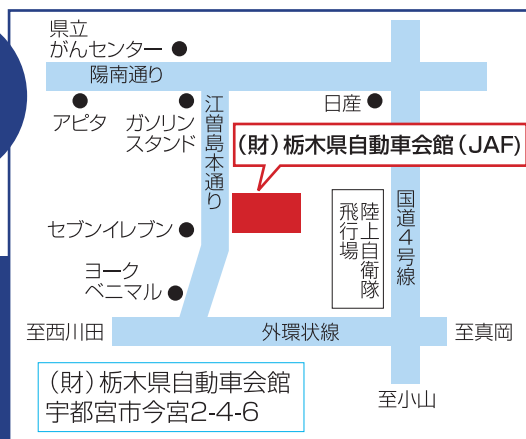 県立
がんセンター
陽南通り
アピタ
ガソリン
スタンド
江曽島本通り
日産
(財)栃木県自動車会館(JAF)
セブンイレブン
ヨーク
ベニマル
陸上自衛隊
飛行場
国道4号線
至西川田
外環状線
至真岡
至小山
(財)栃木県自動車会館
宇都宮市今宮2-4-6